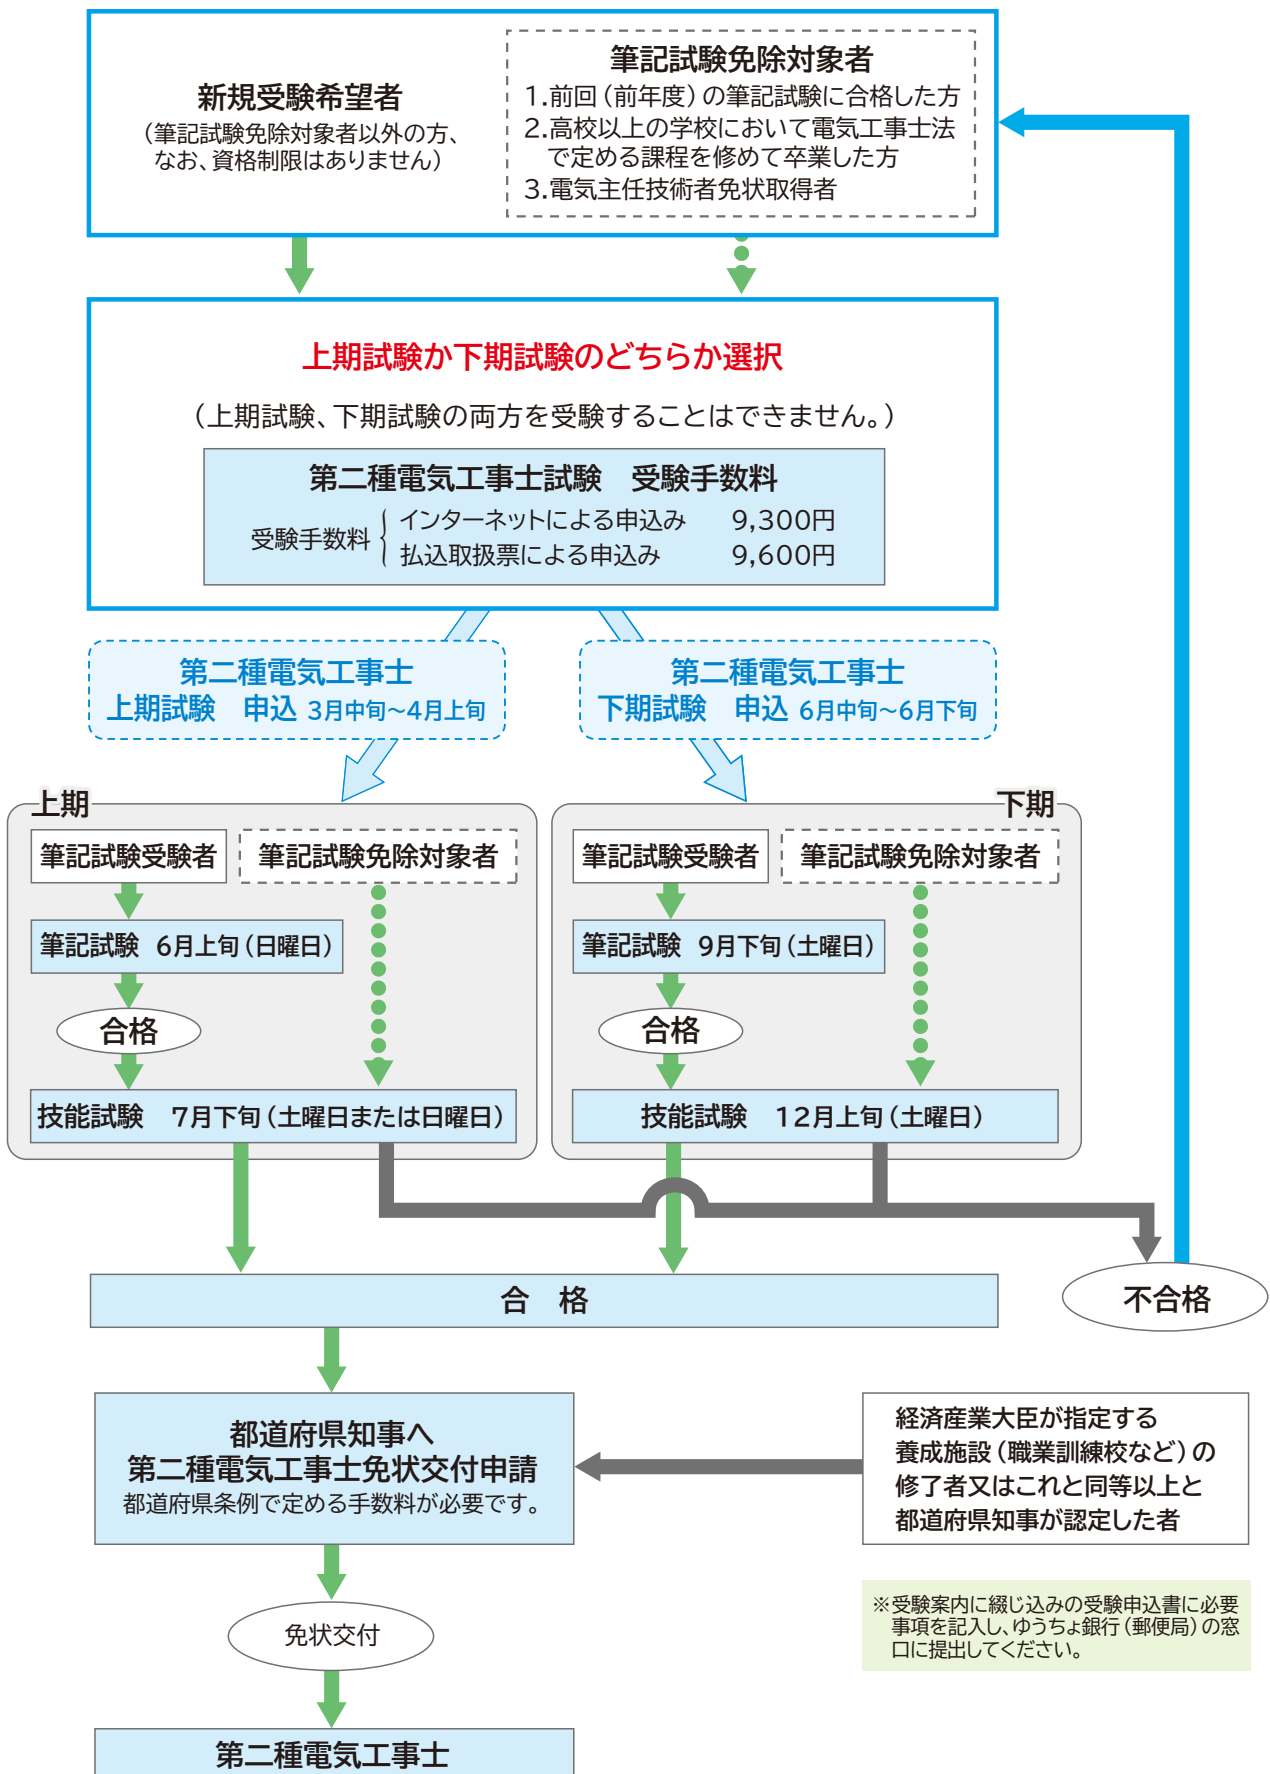 新規受験希望者
（筆記試験免除対象者以外の方、
なお、資格制限はありません）
筆記試験免除対象者
1.前回（前年度）の筆記試験に合格した方
2.高校以上の学校において電気工事士法
で定める課程を修めて卒業した方
3.電気主任技術者免状取得者
上期試験か下期試験のどちらか選択
（上期試験、下期試験の両方を受験することはできません。）
第二種電気工事士試験　受験手数料
受験手数料
インターネットによる申込み　9,300円
払込取扱票による申込み　9,600円
第二種電気工事士
上期試験　申込 3月中旬～4月上旬
第二種電気工事士
下期試験　申込 6月中旬～6月下旬
上期
筆記試験受験者
筆記試験免除対象者
筆記試験 6月上旬（日曜日）
合格
技能試験　7月下旬（土曜日または日曜日）
下期
筆記試験受験者
筆記試験免除対象者
筆記試験 9月下旬（土曜日）
合格
技能試験　12月上旬（土曜日）
合　格
不合格
都道府県知事へ
第二種電気工事士免状交付申請
都道府県条例で定める手数料が必要です。
経済産業大臣が指定する
養成施設（職業訓練校など）の
修了者又はこれと同等以上と
都道府県知事が認定した者
免状交付
※受験案内に綴じ込みの受験申込書に必要
事項を記入し、ゆうちょ銀行（郵便局）の窓
口に提出してください。
第二種電気工事士